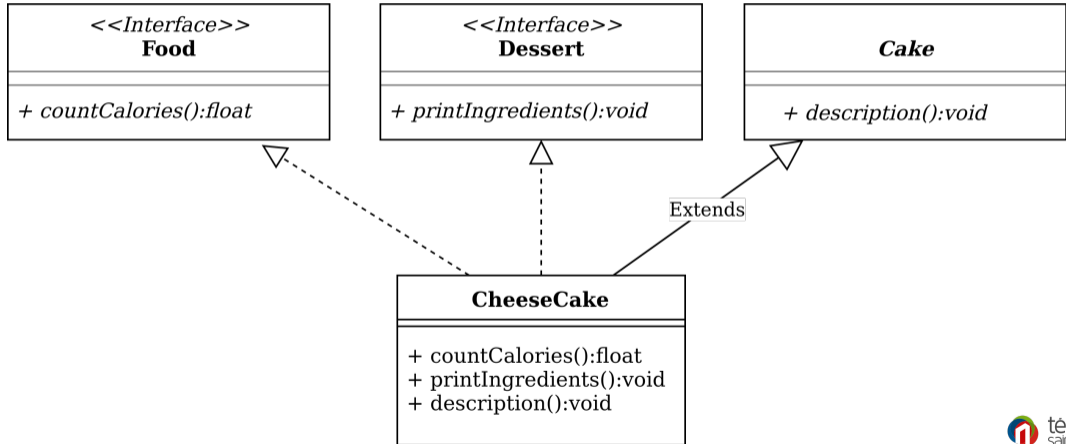 <<Interface>>
Food
+ countCalories():float
<<Interface>>
Dessert
+ printIngredients():void
Cake
+ description():void
Extends
CheeseCake
+ countCalories():float
+ printIngredients():void
+ description():void